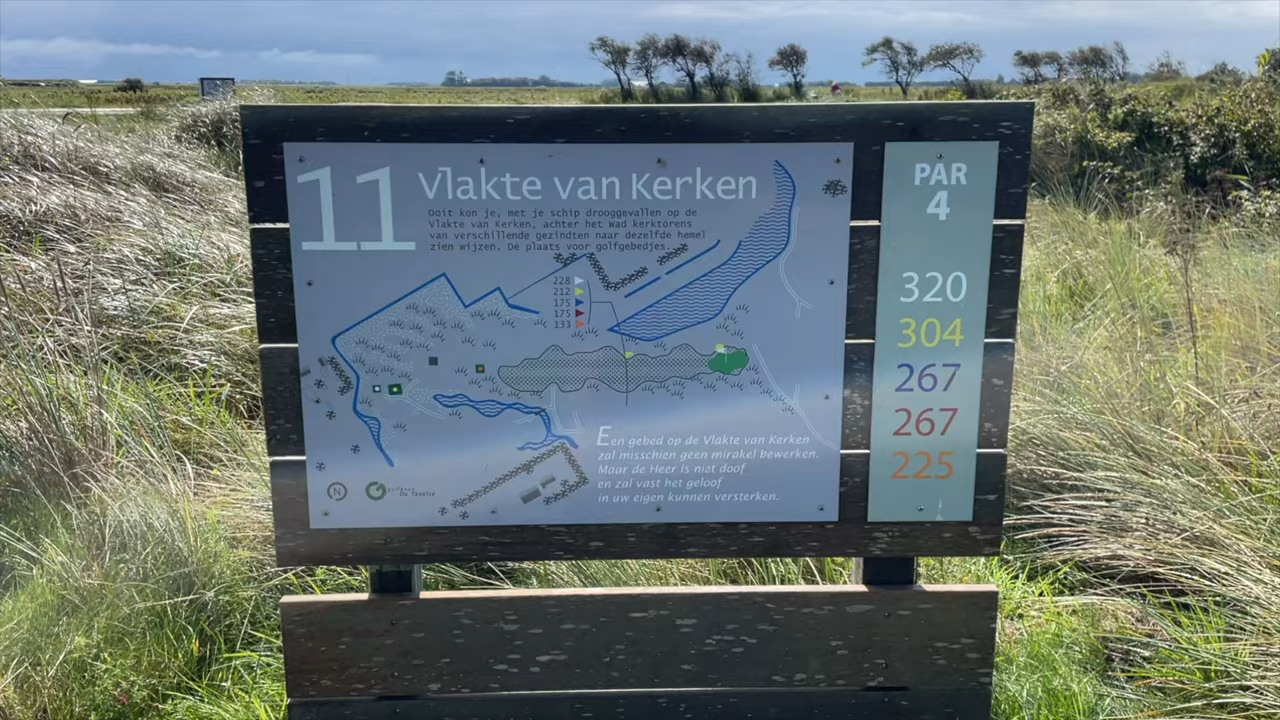 11
Vlakte van Kerken
Ooit kon je, met je schip drooggevallen op de
Vlakte van Kerken, achter het wad kerktorens
van verschillende gezindten naar dezelfde hemel
zien wijzen. Dé plaats voor golfgebedjes...
228
212
175
175
133
Een gebed op de Vlakte van Kerken
zal misschien geen mirakel bewerken.
Maar de Heer is niet doof
en zal vast het geloof
in uw eigen kunnen versterken.
N
De Texelse
PAR
4
320
304
267
267
225